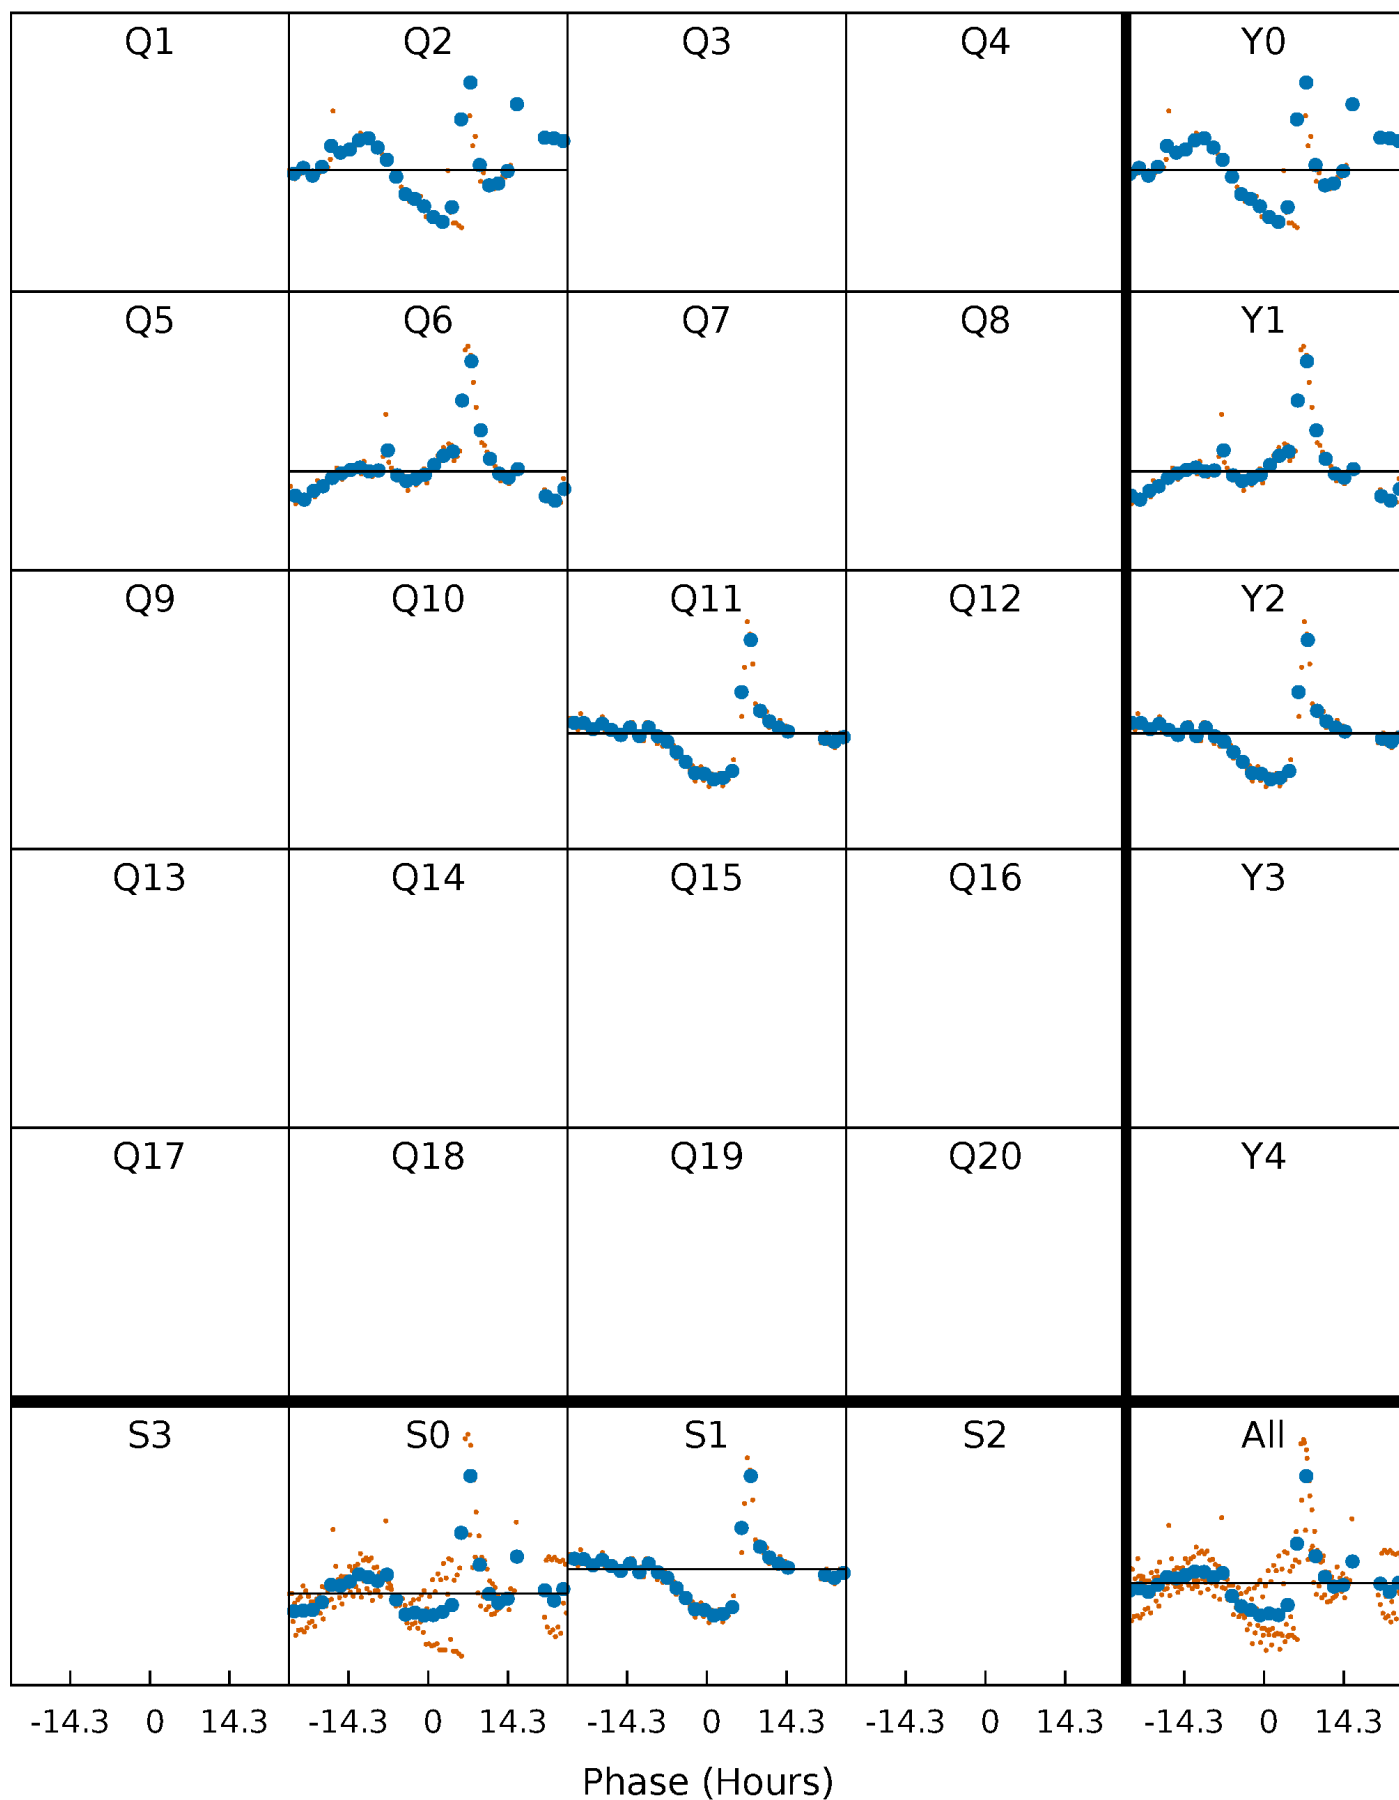 Q1 Q2 Q3 Q4 Y0
Q5 Q6 Q7 Q8 Y1
Q9 Q10 Q11 Q12 Y2
Q13 Q14 Q15 Q16 Y3
Q17 Q18 Q19 Q20 Y4
S3 S0 S1 S2 All
-14.3 0 14.3 -14.3 0 14.3 -14.3 0 14.3 -14.3 0 14.3 -14.3 0 14.3
Phase (Hours)